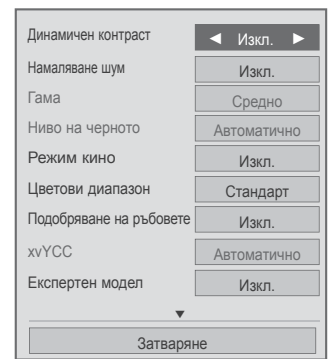 Динамичен контраст ◄ Изкл. ►
Намаляване шум Изкл.
Гама Средно
Ниво на черното Автоматично
Режим кино Изкл.
Цветови диапазон Стандарт
Подобряване на ръбовете Изкл.
xvYCC Автоматично
Експертен модел Изкл.
▼
Затваряне